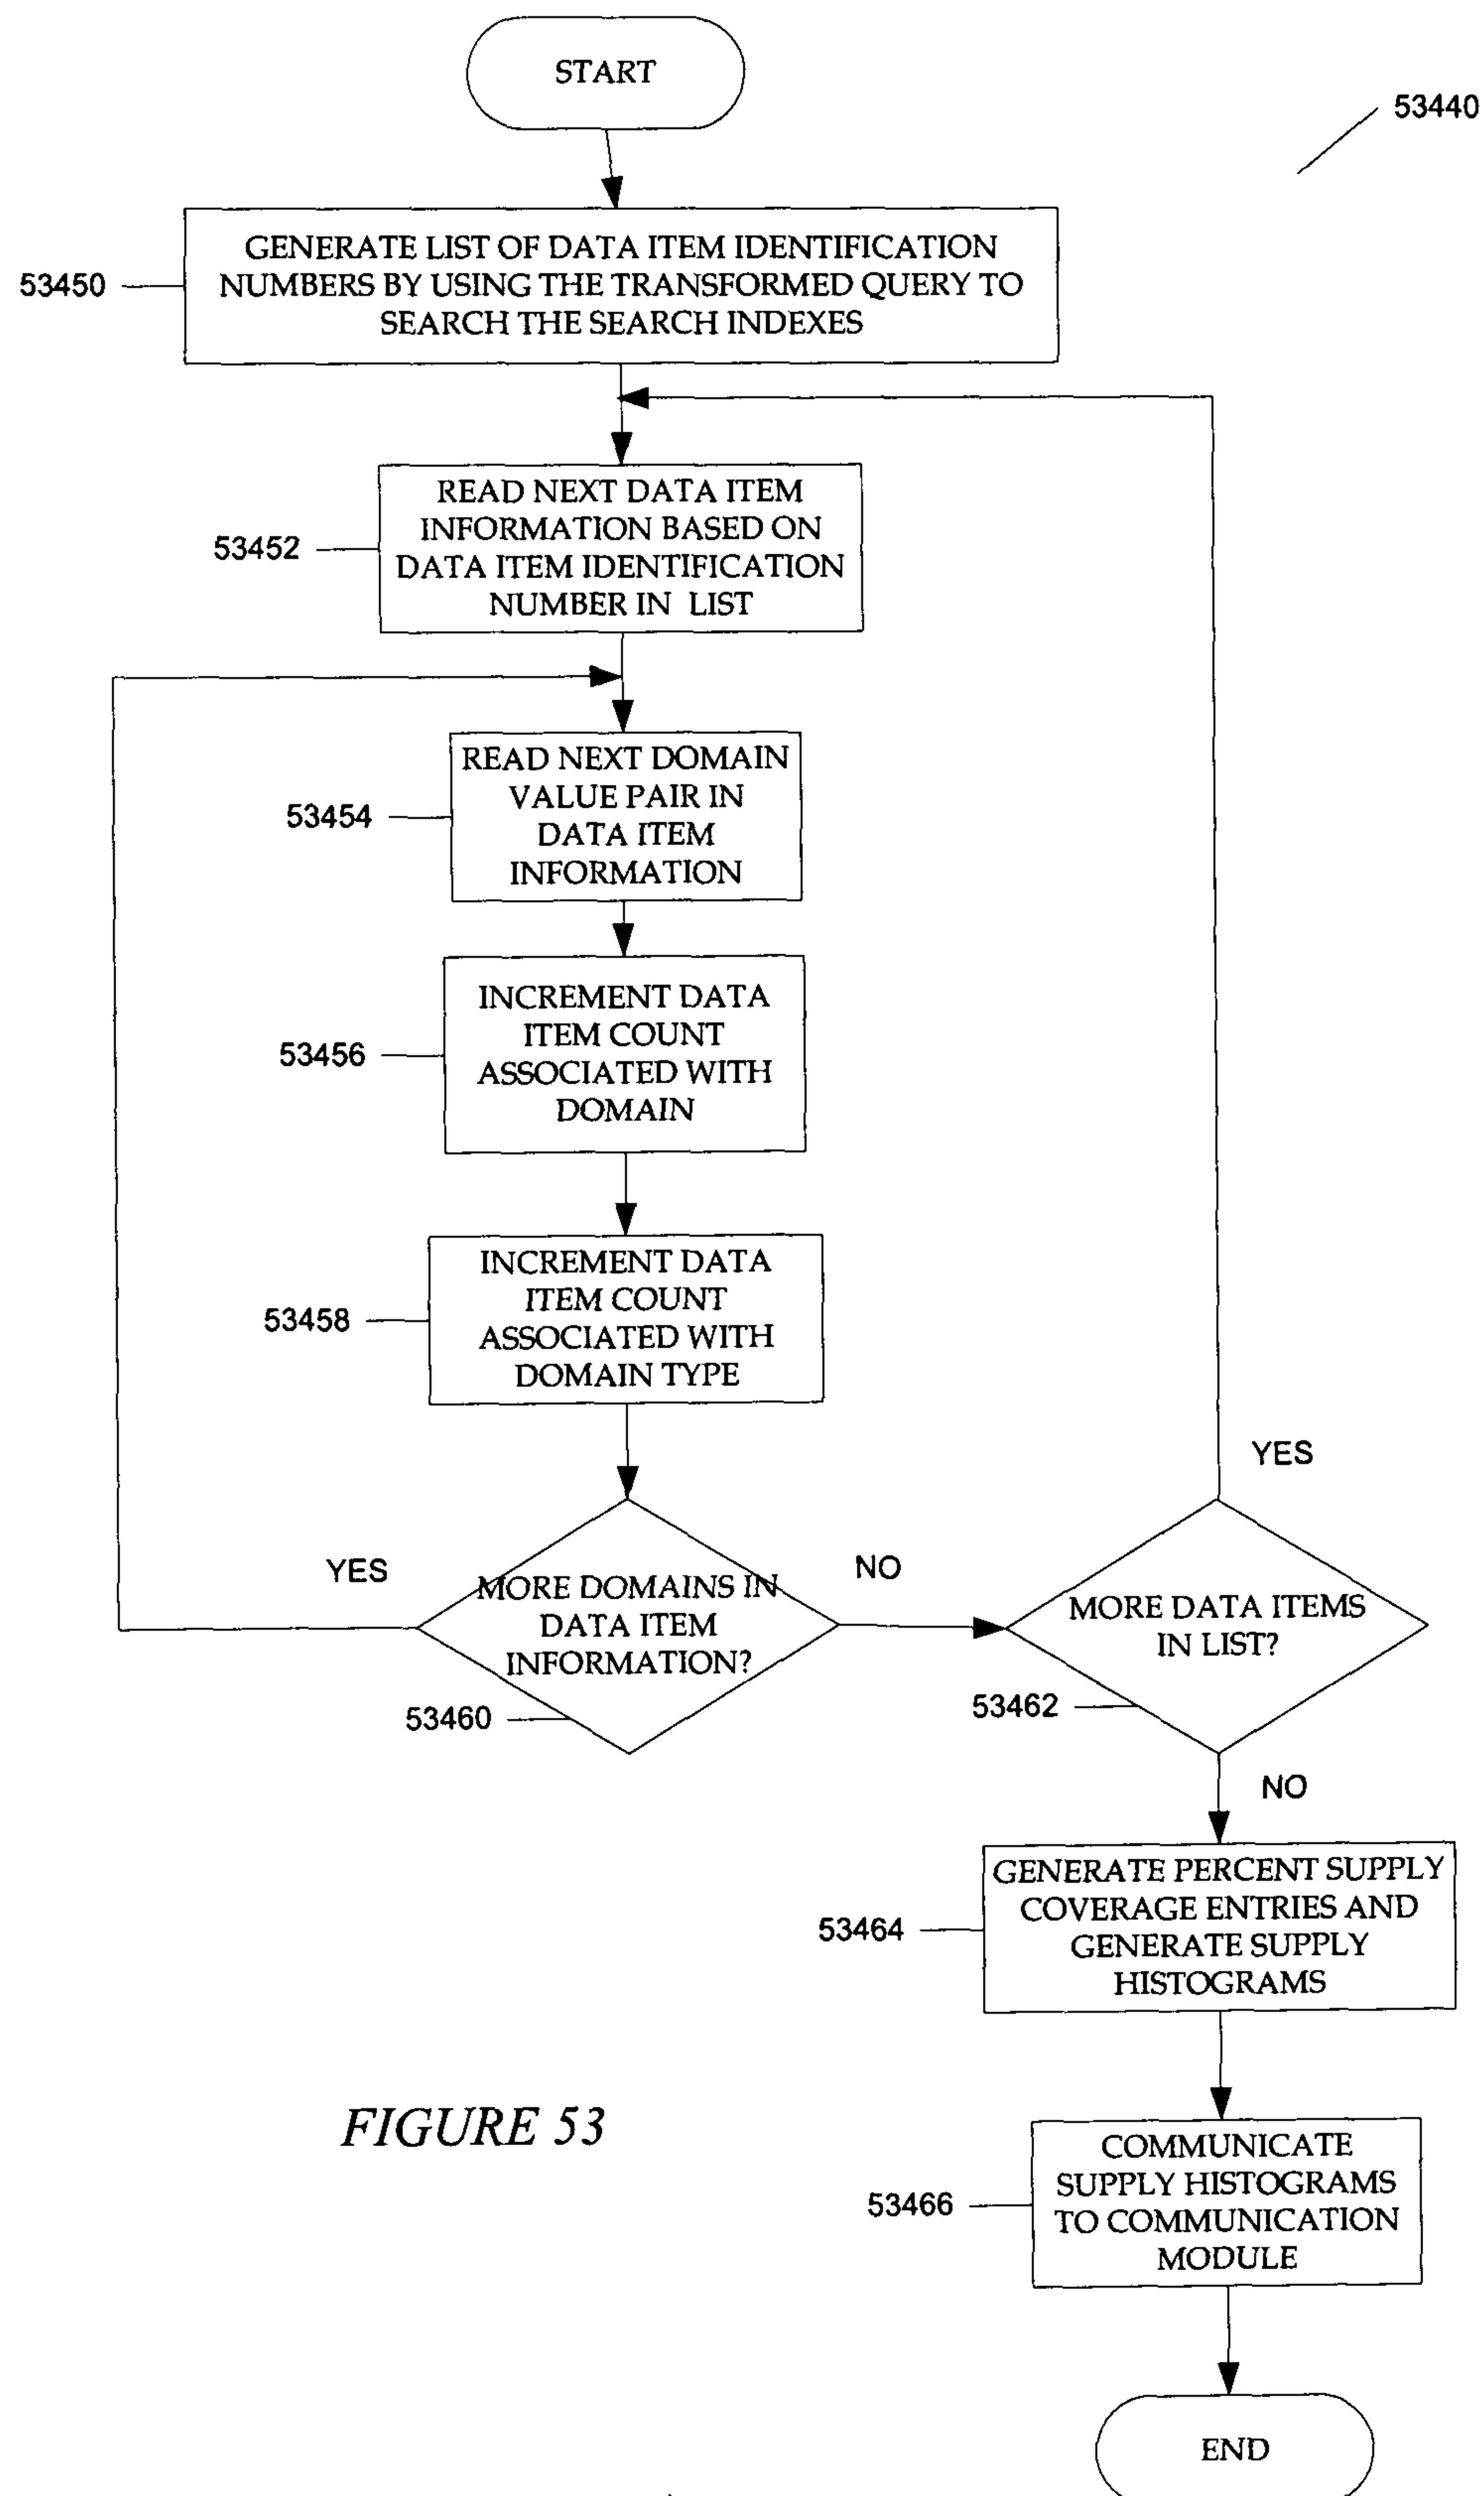 START
53440
GENERATE LIST OF DATA ITEM IDENTIFICATION
NUMBERS BY USING THE TRANSFORMED QUERY TO
SEARCH THE SEARCH INDEXES
53450
READ NEXT DATA ITEM
INFORMATION BASED ON
DATA ITEM IDENTIFICATION
NUMBER IN LIST
53452
READ NEXT DOMAIN
VALUE PAIR IN
DATA ITEM
INFORMATION
53454
INCREMENT DATA
ITEM COUNT
ASSOCIATED WITH
DOMAIN
53456
INCREMENT DATA
ITEM COUNT
ASSOCIATED WITH
DOMAIN TYPE
53458
YES
MORE DOMAINS IN
DATA ITEM
INFORMATION?
53460
NO
YES
MORE DATA ITEMS
IN LIST?
53462
NO
GENERATE PERCENT SUPPLY
COVERAGE ENTRIES AND
GENERATE SUPPLY
HISTOGRAMS
53464
FIGURE 53
COMMUNICATE
SUPPLY HISTOGRAMS
TO COMMUNICATION
MODULE
53466
END